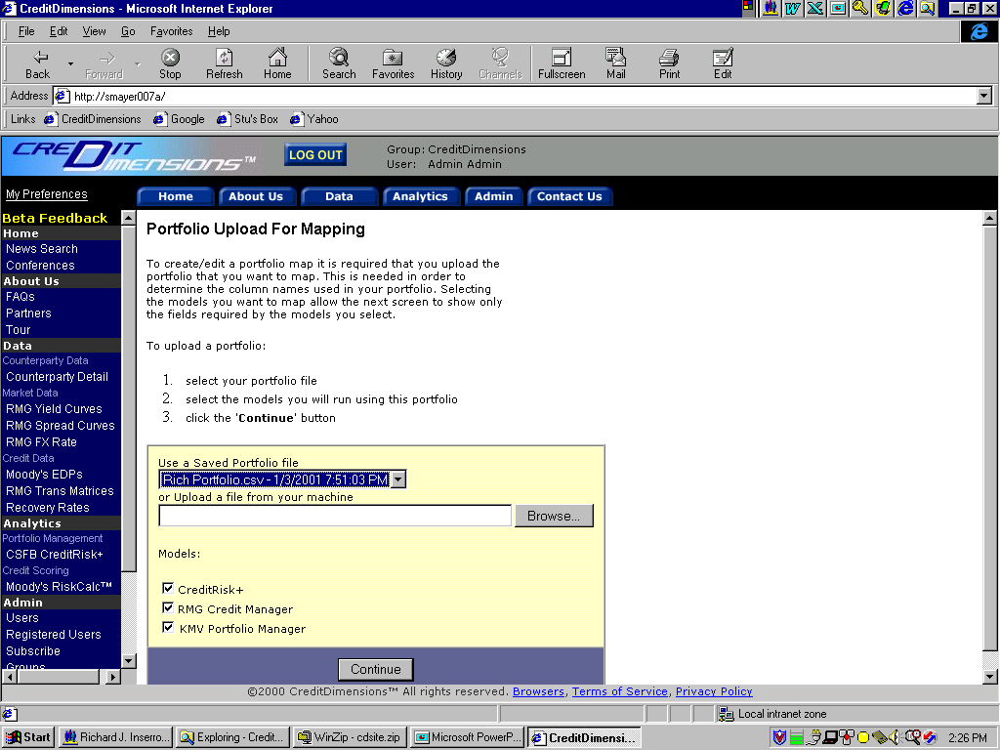 CreditDimensions - Microsoft Internet Explorer
File Edit View Go Favorites Help
Back Forward Stop Refresh Home Search Favorites History Channels Fullscreen Mail Print Edit
Address http://smayer007a/
Links CreditDimensions Google Stu's Box Yahoo
CREDIT DIMENSIONS™
LOG OUT
Group: CreditDimensions
User: Admin Admin
My Preferences
Home About Us Data Analytics Admin Contact Us
Beta Feedback
Home
News Search
Conferences
About Us
FAQs
Partners
Tour
Data
Counterparty Data
Counterparty Detail
Market Data
RMG Yield Curves
RMG Spread Curves
RMG FX Rate
Credit Data
Moody's EDPs
RMG Trans Matrices
Recovery Rates
Analytics
Portfolio Management
CSFB CreditRisk+
Credit Scoring
Moody's RiskCalc™
Admin
Users
Registered Users
Subscribe
Groups
Portfolio Upload For Mapping
To create/edit a portfolio map it is required that you upload the
portfolio that you want to map. This is needed in order to
determine the column names used in your portfolio. Selecting
the models you want to map allow the next screen to show only
the fields required by the models you select.
To upload a portfolio:
1. select your portfolio file
2. select the models you will run using this portfolio
3. click the 'Continue' button
Use a Saved Portfolio file
Rich Portfolio.csv - 1/3/2001 7:51:03 PM
or Upload a file from your machine
Browse...
Models:
CreditRisk+
RMG Credit Manager
KMV Portfolio Manager
Continue
©2000 CreditDimensions™ All rights reserved. Browsers, Terms of Service, Privacy Policy
Local intranet zone
Start Richard J. Inserro... Exploring - Credit... WinZip - cdsite.zip Microsoft PowerP... CreditDimensi... 2:26 PM